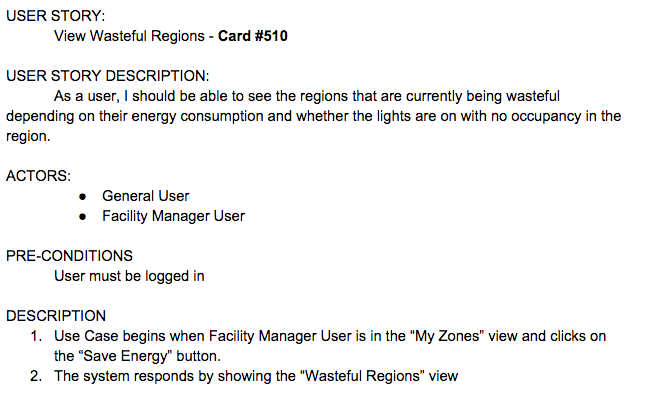 USER STORY:
View Wasteful Regions - Card #510
USER STORY DESCRIPTION:
As a user, I should be able to see the regions that are currently being wasteful
depending on their energy consumption and whether the lights are on with no occupancy in the
region.
ACTORS:
● General User
● Facility Manager User
PRE-CONDITIONS
User must be logged in
DESCRIPTION
1. Use Case begins when Facility Manager User is in the “My Zones” view and clicks on
the “Save Energy” button.
2. The system responds by showing the “Wasteful Regions” view